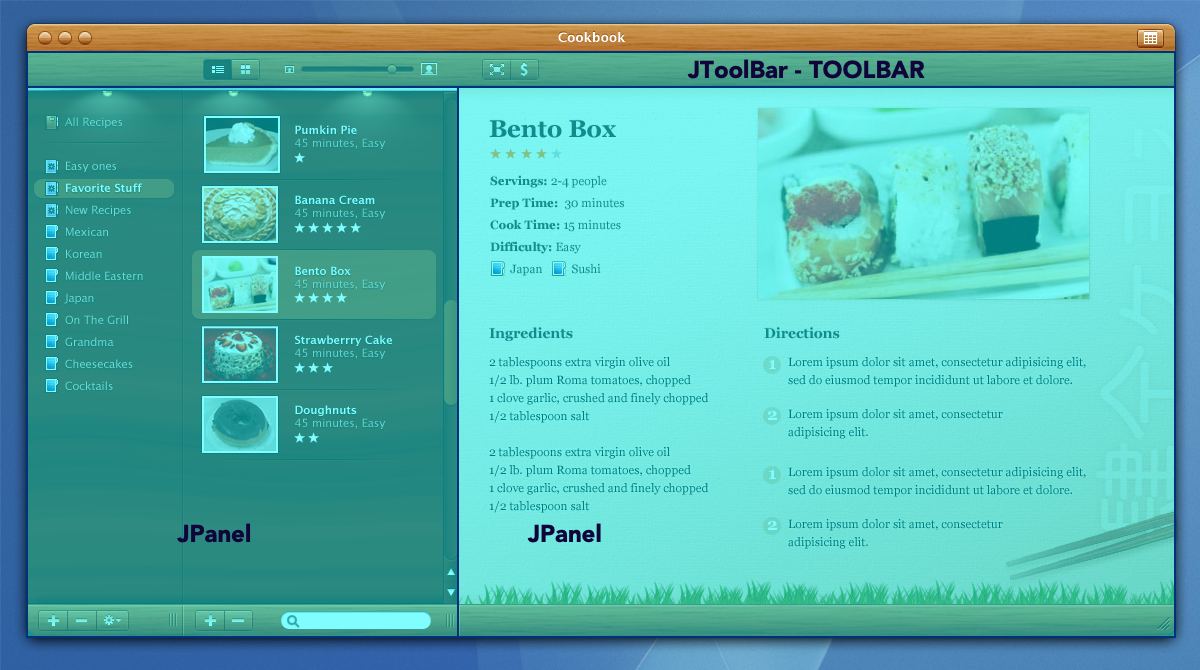 Cookbook
$
JToolBar - TOOLBAR
All Recipes
Easy ones
Favorite Stuff
New Recipes
Mexican
Korean
Middle Eastern
Japan
On The Grill
Grandma
Cheesecakes
Cocktails
Pumkin Pie
45 minutes, Easy
Banana Cream
45 minutes, Easy
Bento Box
45 minutes, Easy
Strawberrry Cake
45 minutes, Easy
Doughnuts
45 minutes, Easy
JPanel
Bento Box
Servings: 2-4 people
Prep Time: 30 minutes
Cook Time: 15 minutes
Difficulty: Easy
Japan Sushi
Ingredients
2 tablespoons extra virgin olive oil
1/2 lb. plum Roma tomatoes, chopped
1 clove garlic, crushed and finely chopped
1/2 tablespoon salt
2 tablespoons extra virgin olive oil
1/2 lb. plum Roma tomatoes, chopped
1 clove garlic, crushed and finely chopped
1/2 tablespoon salt
JPanel
Directions
1 Lorem ipsum dolor sit amet, consectetur adipisicing elit,
sed do eiusmod tempor incididunt ut labore et dolore.
2 Lorem ipsum dolor sit amet, consectetur
adipisicing elit.
1 Lorem ipsum dolor sit amet, consectetur adipisicing elit,
sed do eiusmod tempor incididunt ut labore et dolore.
2 Lorem ipsum dolor sit amet, consectetur
adipisicing elit.